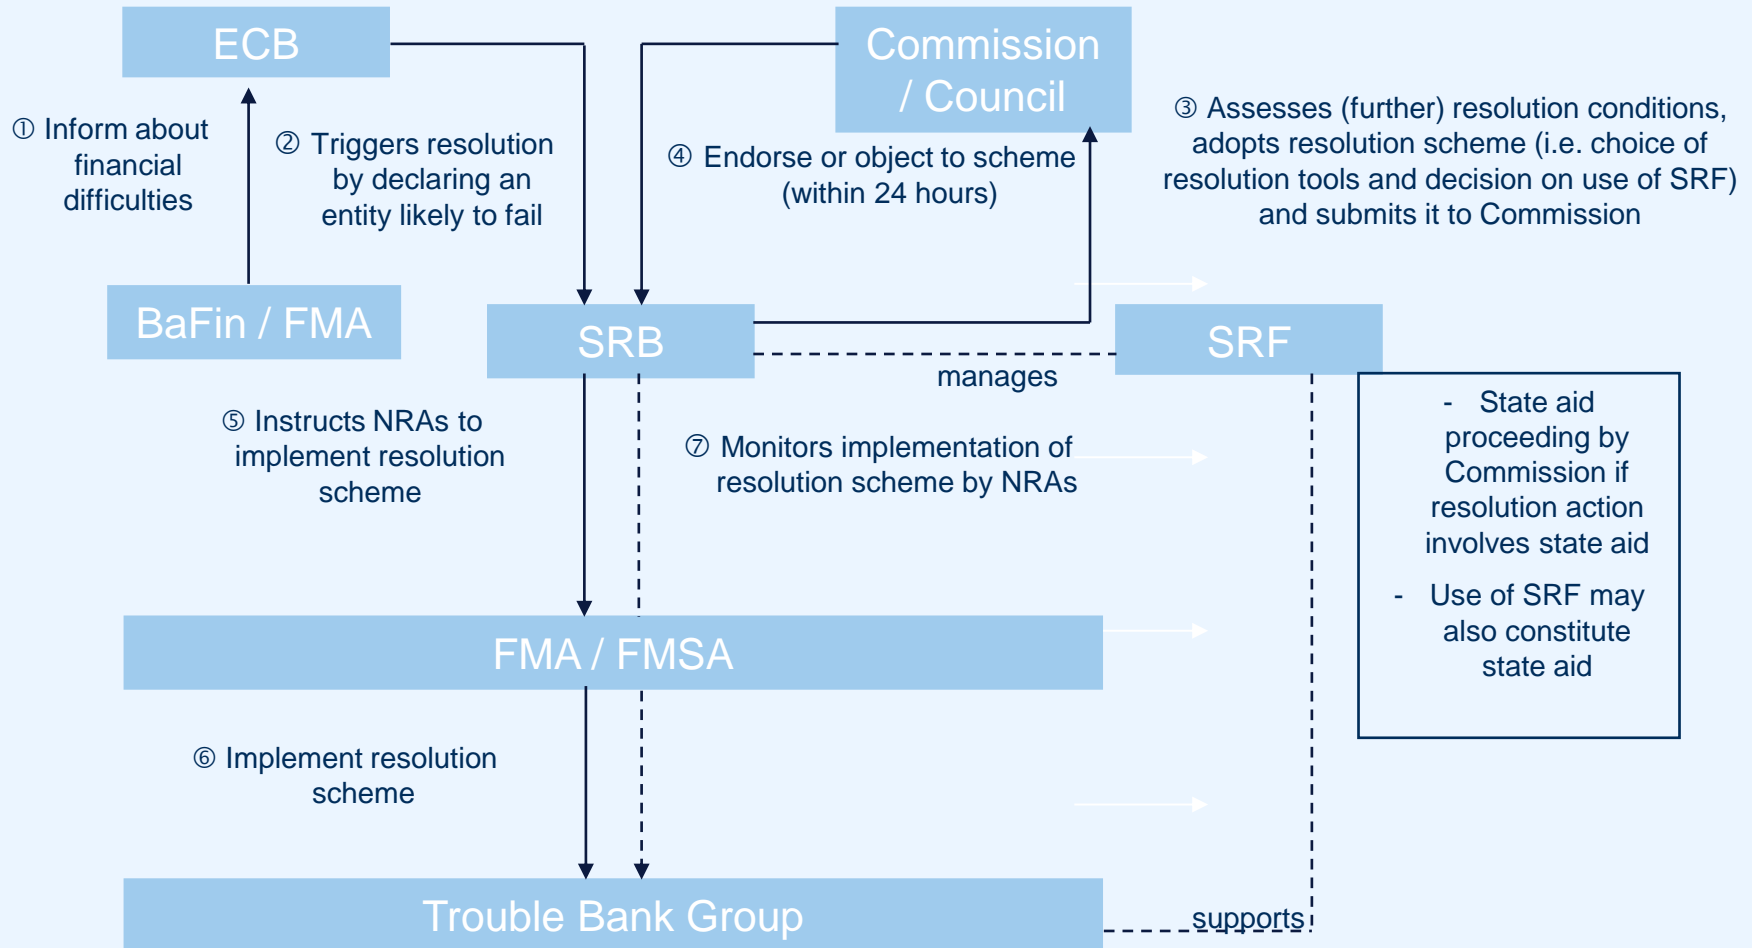 ECB
Commission
/ Council
① Inform about
financial
difficulties
② Triggers resolution
by declaring an
entity likely to fail
④ Endorse or object to scheme
(within 24 hours)
③ Assesses (further) resolution conditions,
adopts resolution scheme (i.e. choice of
resolution tools and decision on use of SRF)
and submits it to Commission
BaFin / FMA
SRB
SRF
manages
⑤ Instructs NRAs to
implement resolution
scheme
⑦ Monitors implementation of
resolution scheme by NRAs
- State aid
proceeding by
Commission if
resolution action
involves state aid
- Use of SRF may
also constitute
state aid
FMA / FMSA
⑥ Implement resolution
scheme
Trouble Bank Group
supports